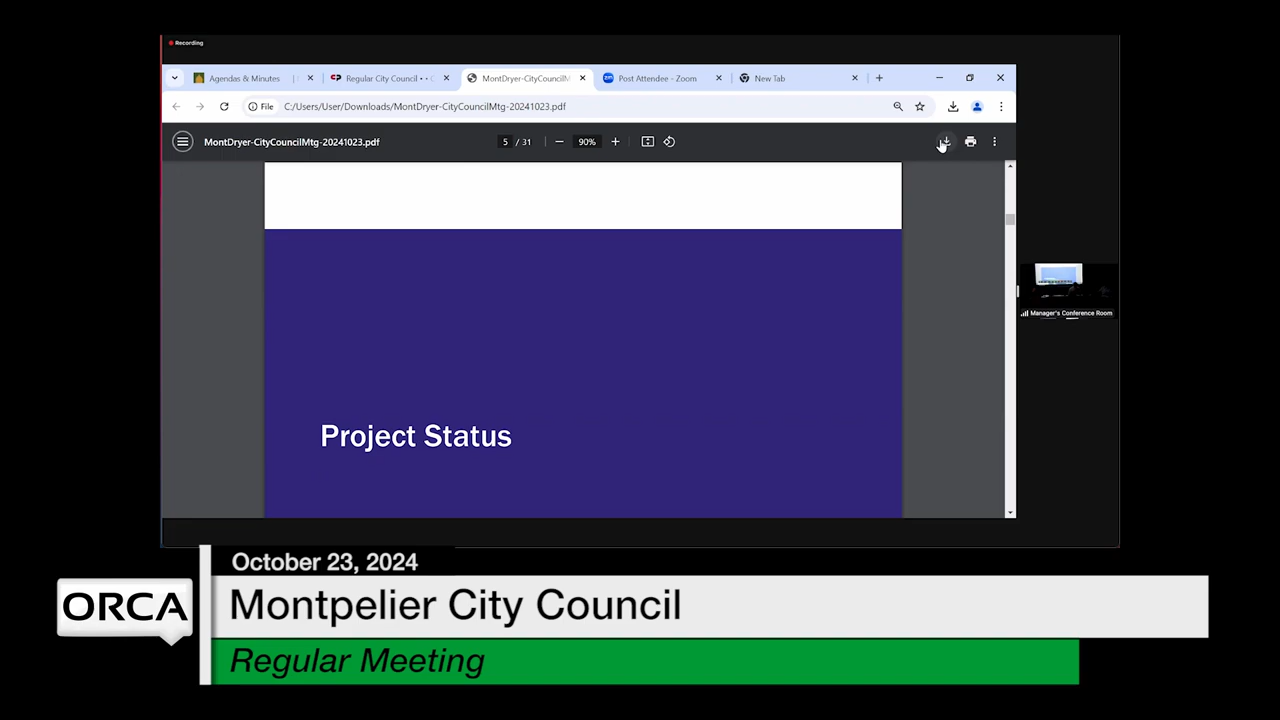 Recording
Agendas & Minutes
Regular City Council • • C
MontDryer-CityCouncilM
Post Attendee - Zoom
New Tab
File
C:/Users/User/Downloads/MontDryer-CityCouncilMtg-20241023.pdf
MontDryer-CityCouncilMtg-20241023.pdf
5 / 31
90%
Project Status
Manager's Conference Room
October 23, 2024
ORCA
Montpelier City Council
Regular Meeting